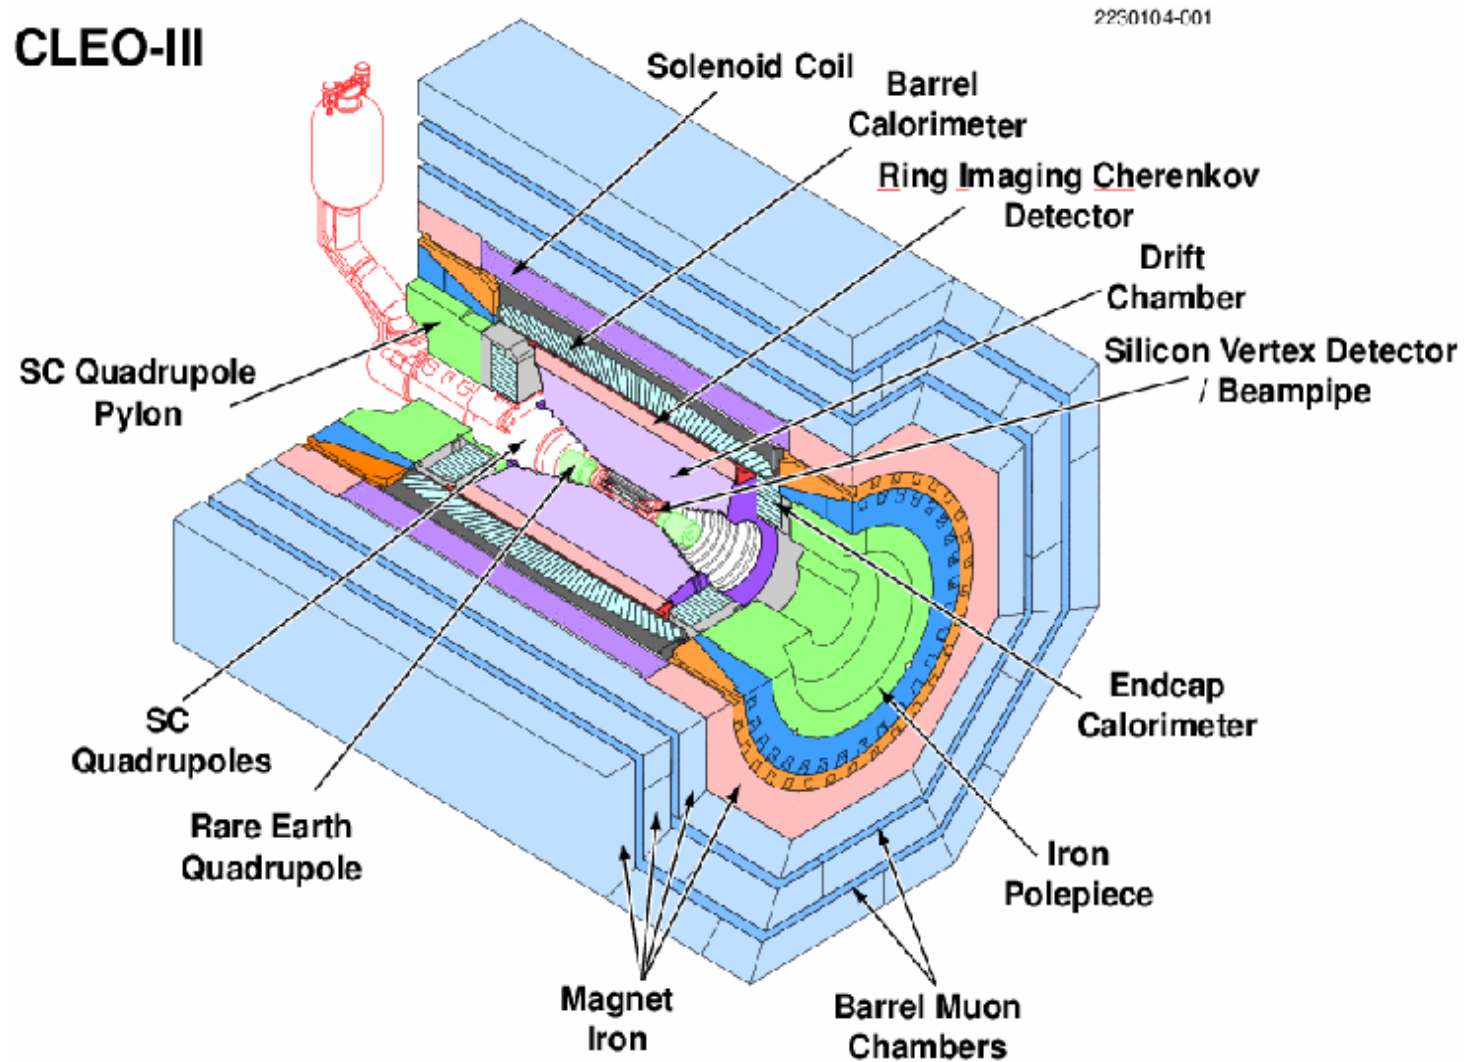 2230104-001
CLEO-III
Solenoid Coil
Barrel
Calorimeter
Ring Imaging Cherenkov
Detector
Drift
Chamber
Silicon Vertex Detector
/ Beampipe
SC Quadrupole
Pylon
SC
Quadrupoles
Rare Earth
Quadrupole
Magnet
Iron
Barrel Muon
Chambers
Iron
Polepiece
Endcap
Calorimeter